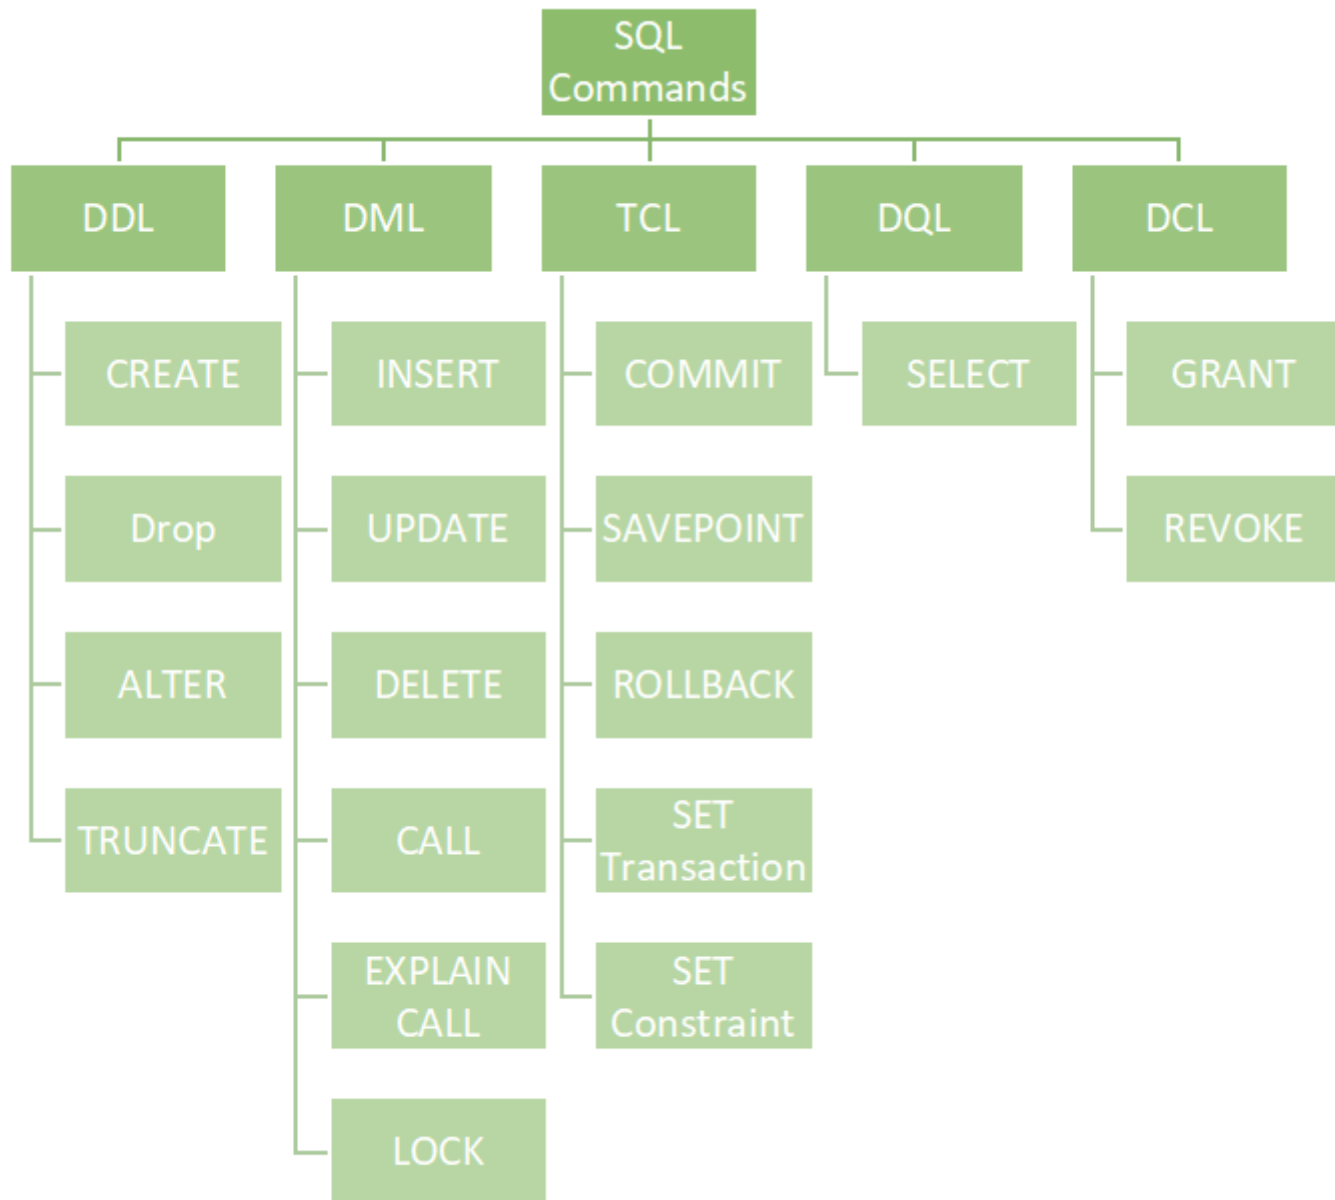 SQL
Commands
DDL
DML
TCL
DQL
DCL
CREATE
INSERT
COMMIT
SELECT
GRANT
Drop
UPDATE
SAVEPOINT
REVOKE
ALTER
DELETE
ROLLBACK
TRUNCATE
CALL
SET
Transaction
EXPLAIN
CALL
SET
Constraint
LOCK